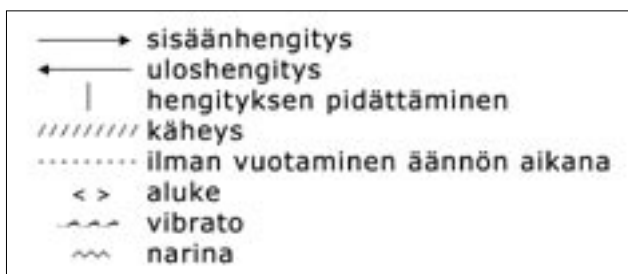 sisäänhengitys
uloshengitys
hengityksen pidättäminen
käheys
ilman vuotaminen äännön aikana
< > aluke
vibrato
narina